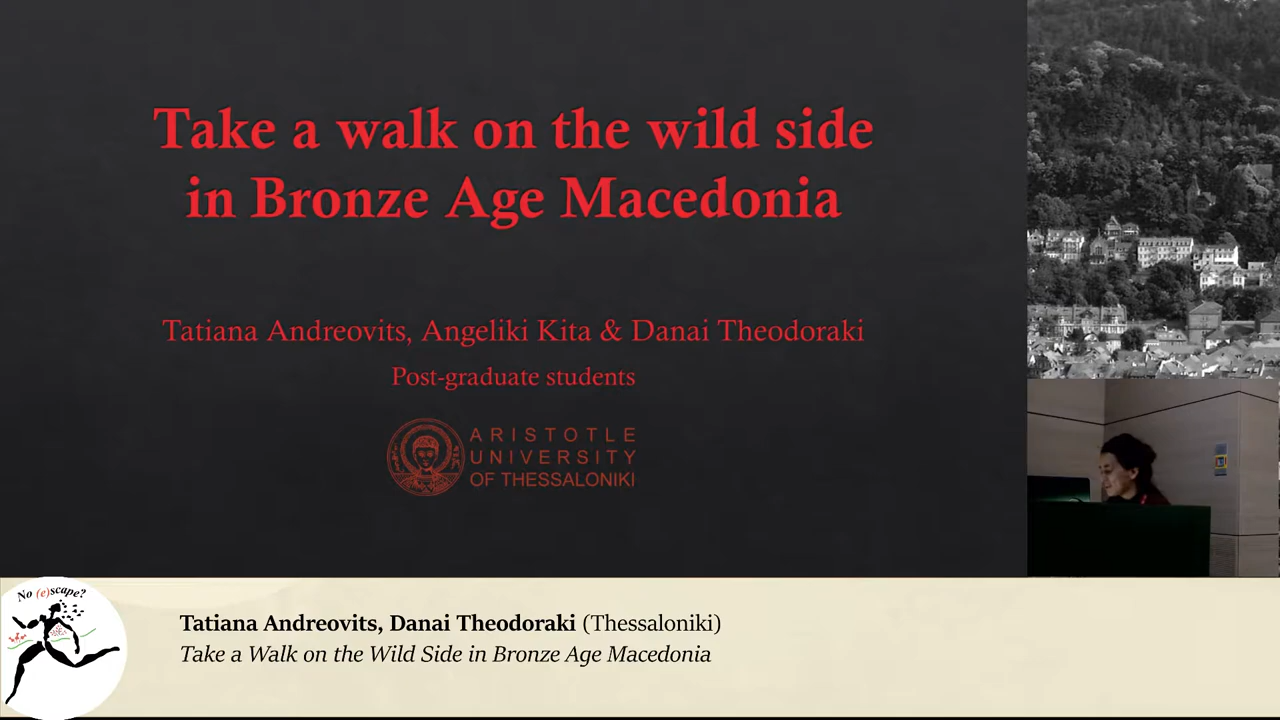 Take a walk on the wild side
in Bronze Age Macedonia
Tatiana Andreovits, Angeliki Kita & Danai Theodoraki
Post-graduate students
ARISTOTLE
UNIVERSITY
OF THESSALONIKI
No (e)scape?
Tatiana Andreovits, Danai Theodoraki (Thessaloniki)
Take a Walk on the Wild Side in Bronze Age Macedonia